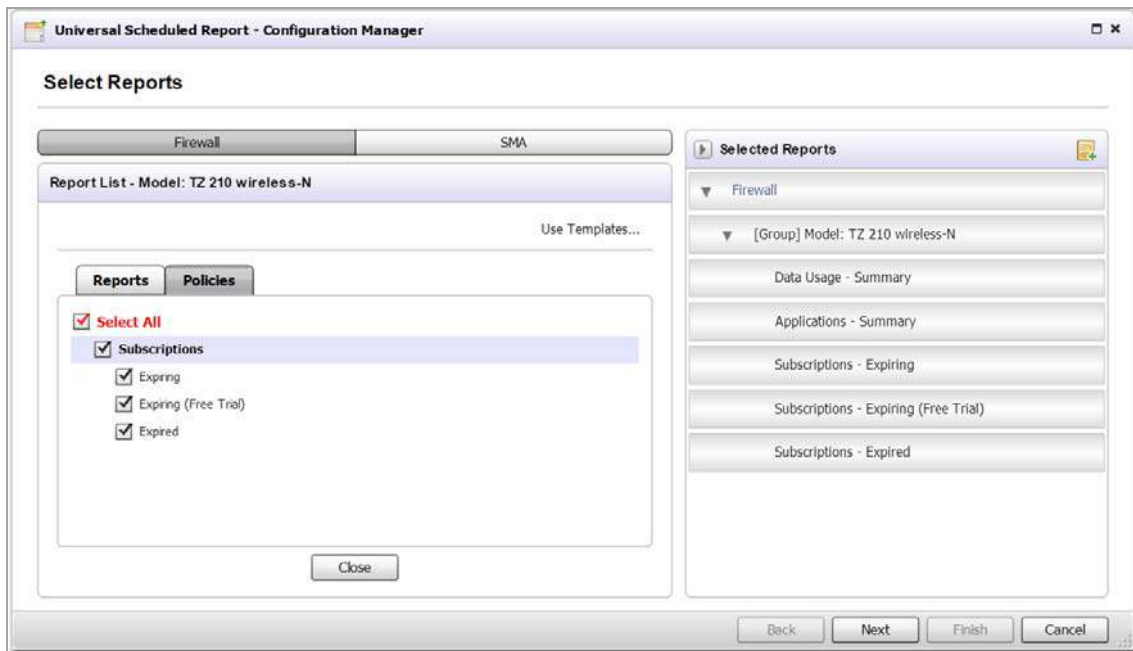 Universal Scheduled Report - Configuration Manager
Select Reports
Firewall
SMA
Report List - Model: TZ 210 wireless-N
Use Templates...
Reports
Policies
Select All
Subscriptions
Expiring
Expiring (Free Trial)
Expired
Close
Selected Reports
Firewall
[Group] Model: TZ 210 wireless-N
Data Usage - Summary
Applications - Summary
Subscriptions - Expiring
Subscriptions - Expiring (Free Trial)
Subscriptions - Expired
Back
Next
Finish
Cancel